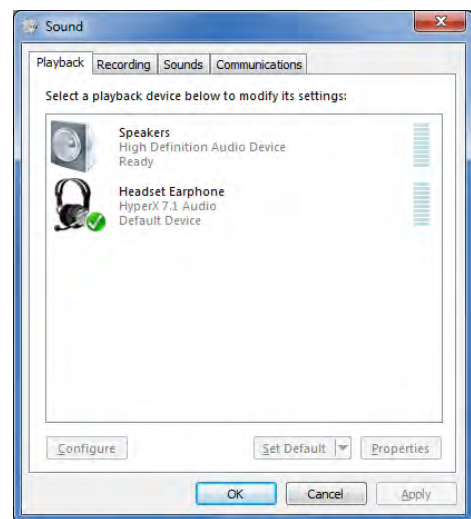 Sound
Playback Recording Sounds Communications
Select a playback device below to modify its settings:
Speakers
High Definition Audio Device
Ready
Headset Earphone
HyperX 7.1 Audio
Default Device
Configure Set Default Properties
OK Cancel Apply